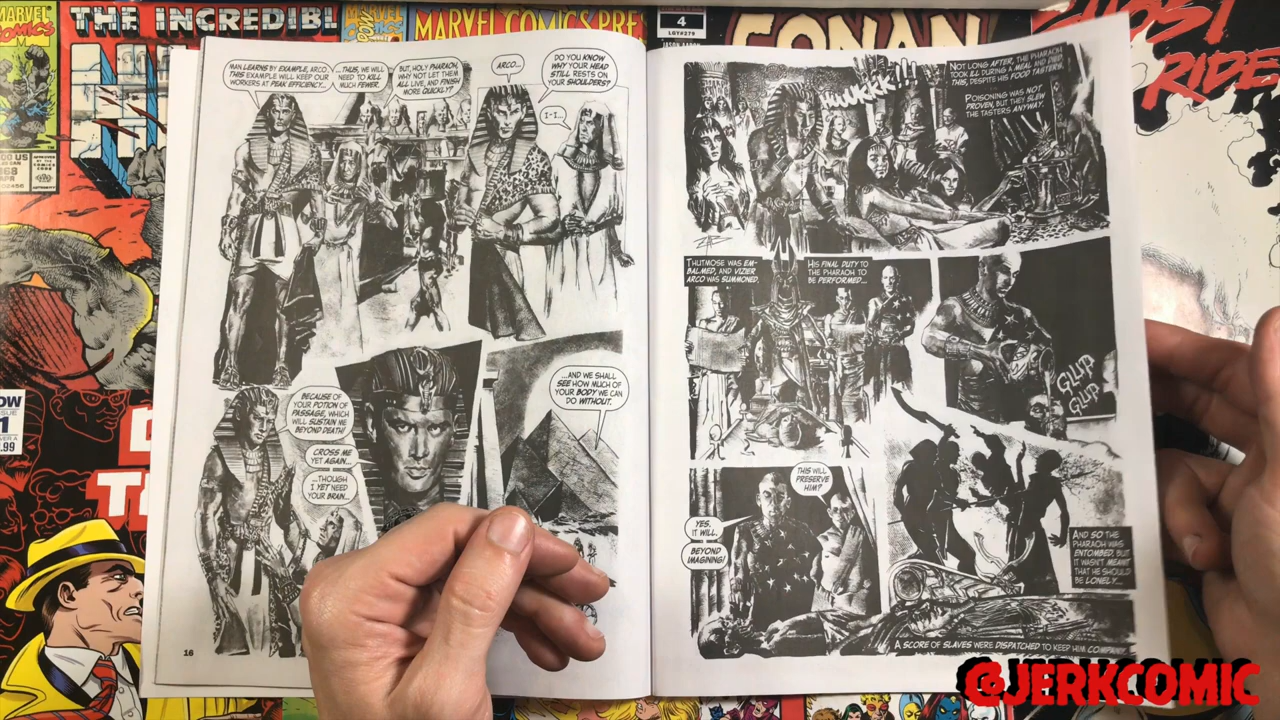 THE INCREDIBL
MARVEL
COMICS
MARVEL
POW
MARVEL COMICS PRE
4
LGY#279
JASON AARON
CONAN
GHOST
RIDE
MAN LEARNS BY EXAMPLE, ARCO
THIS EXAMPLE WILL KEEP OUR
WORKERS AT PEAK EFFICIENCY...
...THUS, WE WILL
NEED TO KILL
MUCH FEWER.
BUT, HOLY PHARAOH,
WHY NOT LET THEM
ALL LIVE, AND FINISH
MORE QUICKLY?
ARCO...
DO YOU KNOW
WHY YOUR HEAD
STILL RESTS ON
YOUR SHOULDERS?
I-I...
BECAUSE OF
YOUR POTION OF
PASSAGE, WHICH
WILL SUSTAIN ME
BEYOND DEATH!
CROSS ME
YET AGAIN...
...THOUGH
I YET NEED
YOUR BRAIN...
...AND WE SHALL
SEE HOW MUCH OF
YOUR BODY WE CAN
DO WITHOUT.
16
NOT LONG AFTER, THE PHARAOH
TOOK ILL DURING A MEAL AND DIED
THIS, DESPITE HIS FOOD TASTERS.
POISONING WAS NOT
PROVEN, BUT THEY SLEW
THE TASTERS ANYWAY.
THUTMOSE WAS EM-
BALMED, AND VIZIER
ARCO WAS SUMMONED.
HIS FINAL DUTY TO
THE PHARAOH TO
BE PERFORMED...
GLUP
GLUP
THIS WILL
PRESERVE
HIM?
YES.
IT WILL.
BEYOND
IMAGINING!
AND SO THE
PHARAOH WAS
ENTOMBED. BUT
IT WASN'T MEANT
THAT HE SHOULD
BE LONELY...
A SCORE OF SLAVES WERE DISPATCHED TO KEEP HIM COMPANY.
@JERKCOMIC